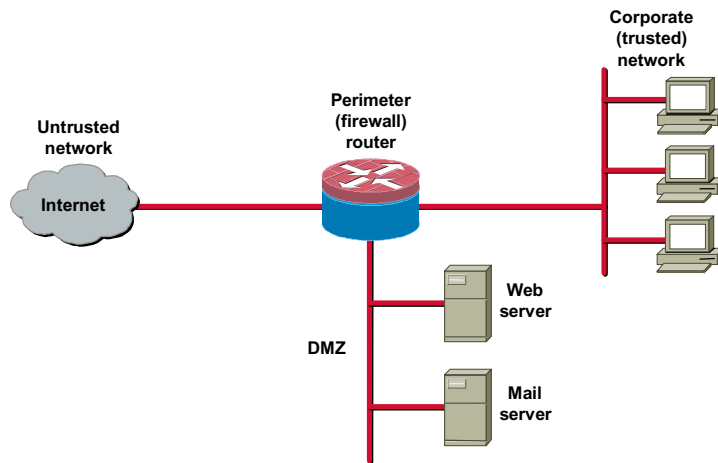 Corporate
(trusted)
network
Perimeter
(firewall)
router
Untrusted
network
Internet
Web
server
DMZ
Mail
server